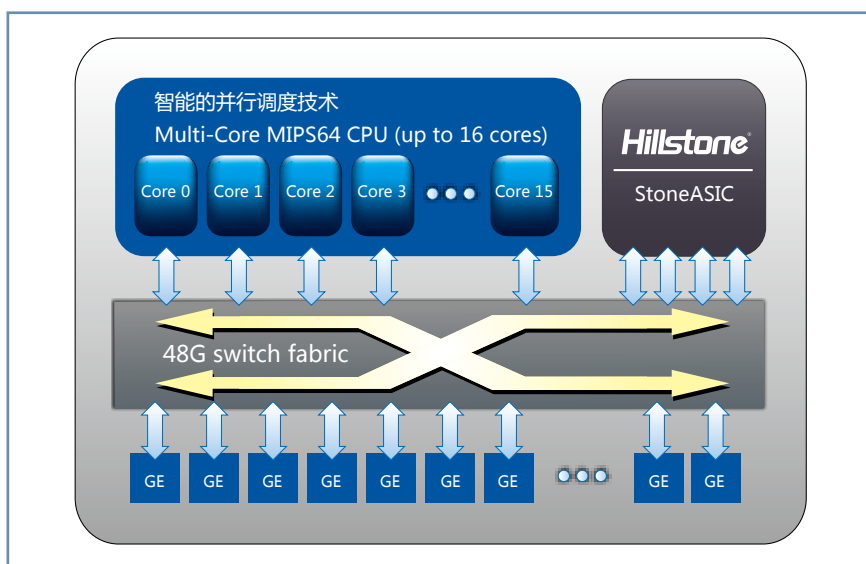 智能的并行调度技术
Multi-Core MIPS64 CPU (up to 16 cores)
Core 0 Core 1 Core 2 Core 3 Core 15
Hillstone®
StoneASIC
48G switch fabric
GE GE GE GE GE GE GE GE GE